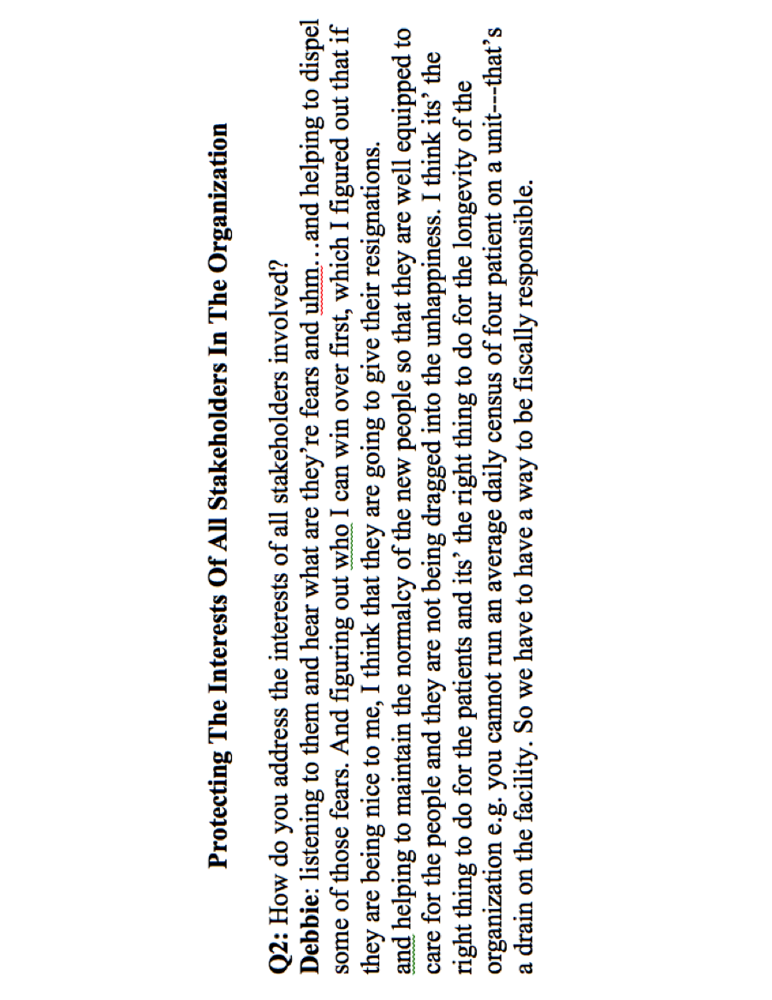 Protecting The Interests Of All Stakeholders In The Organization
Q2: How do you address the interests of all stakeholders involved?
Debbie: listening to them and hear what are they’re fears and uhm…and helping to dispel
some of those fears. And figuring out who I can win over first, which I figured out that if
they are being nice to me, I think that they are going to give their resignations.
and helping to maintain the normalcy of the new people so that they are well equipped to
care for the people and they are not being dragged into the unhappiness. I think its’ the
right thing to do for the patients and its’ the right thing to do for the longevity of the
organization e.g. you cannot run an average daily census of four patient on a unit---that’s
a drain on the facility. So we have to have a way to be fiscally responsible.